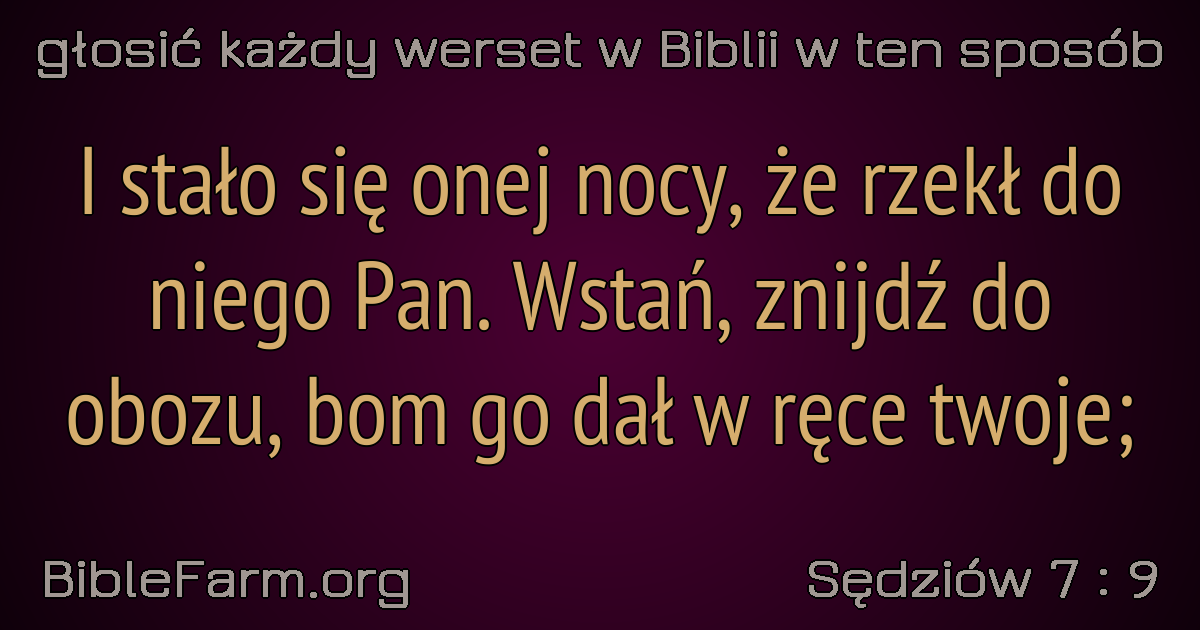 głosić każdy werset w Biblii w ten sposób
I stało się onej nocy, że rzekł do
niego Pan. Wstań, znijdź do
obozu, bom go dał w ręce twoje;
BibleFarm.org
Sędziów 7 : 9